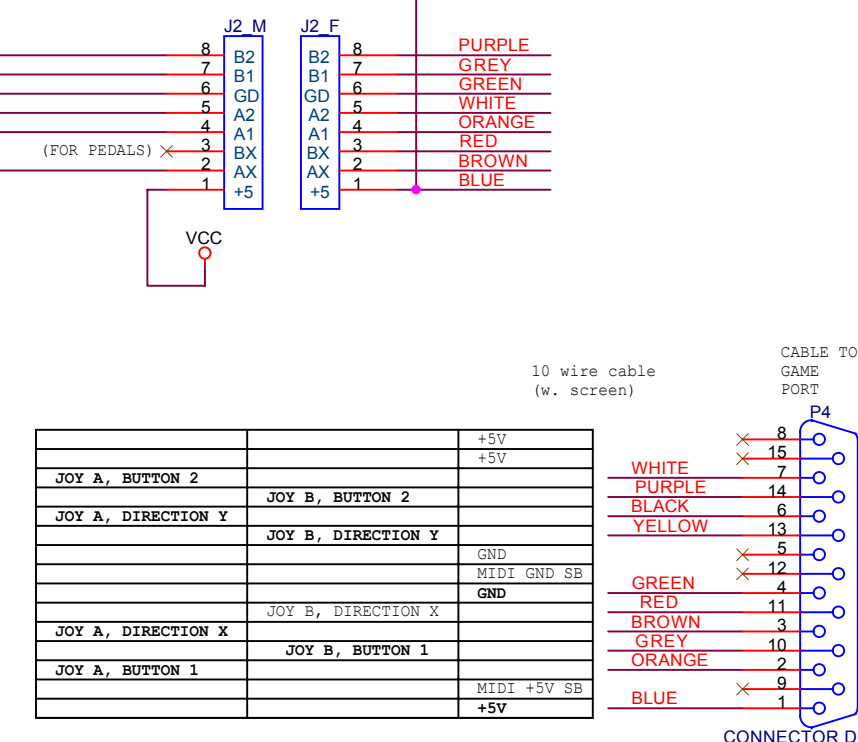 J2_M J2_F
8 B2 B2 8 PURPLE
7 B1 B1 7 GREY
6 GD GD 6 GREEN
5 A2 A2 5 WHITE
4 A1 A1 4 ORANGE
(FOR PEDALS) 3 BX BX 3 RED
2 AX AX 2 BROWN
1 +5 +5 1 BLUE
VCC
10 wire cable
(w. screen)
CABLE TO
GAME
PORT
P4
+5V 8
+5V 15
JOY A, BUTTON 2 WHITE 7
JOY B, BUTTON 2 PURPLE 14
JOY A, DIRECTION Y BLACK 6
JOY B, DIRECTION Y YELLOW 13
GND 5
MIDI GND SB 12
GND GREEN 4
JOY B, DIRECTION X RED 11
JOY A, DIRECTION X BROWN 3
JOY B, BUTTON 1 GREY 10
JOY A, BUTTON 1 ORANGE 2
MIDI +5V SB 9
+5V BLUE 1
CONNECTOR D